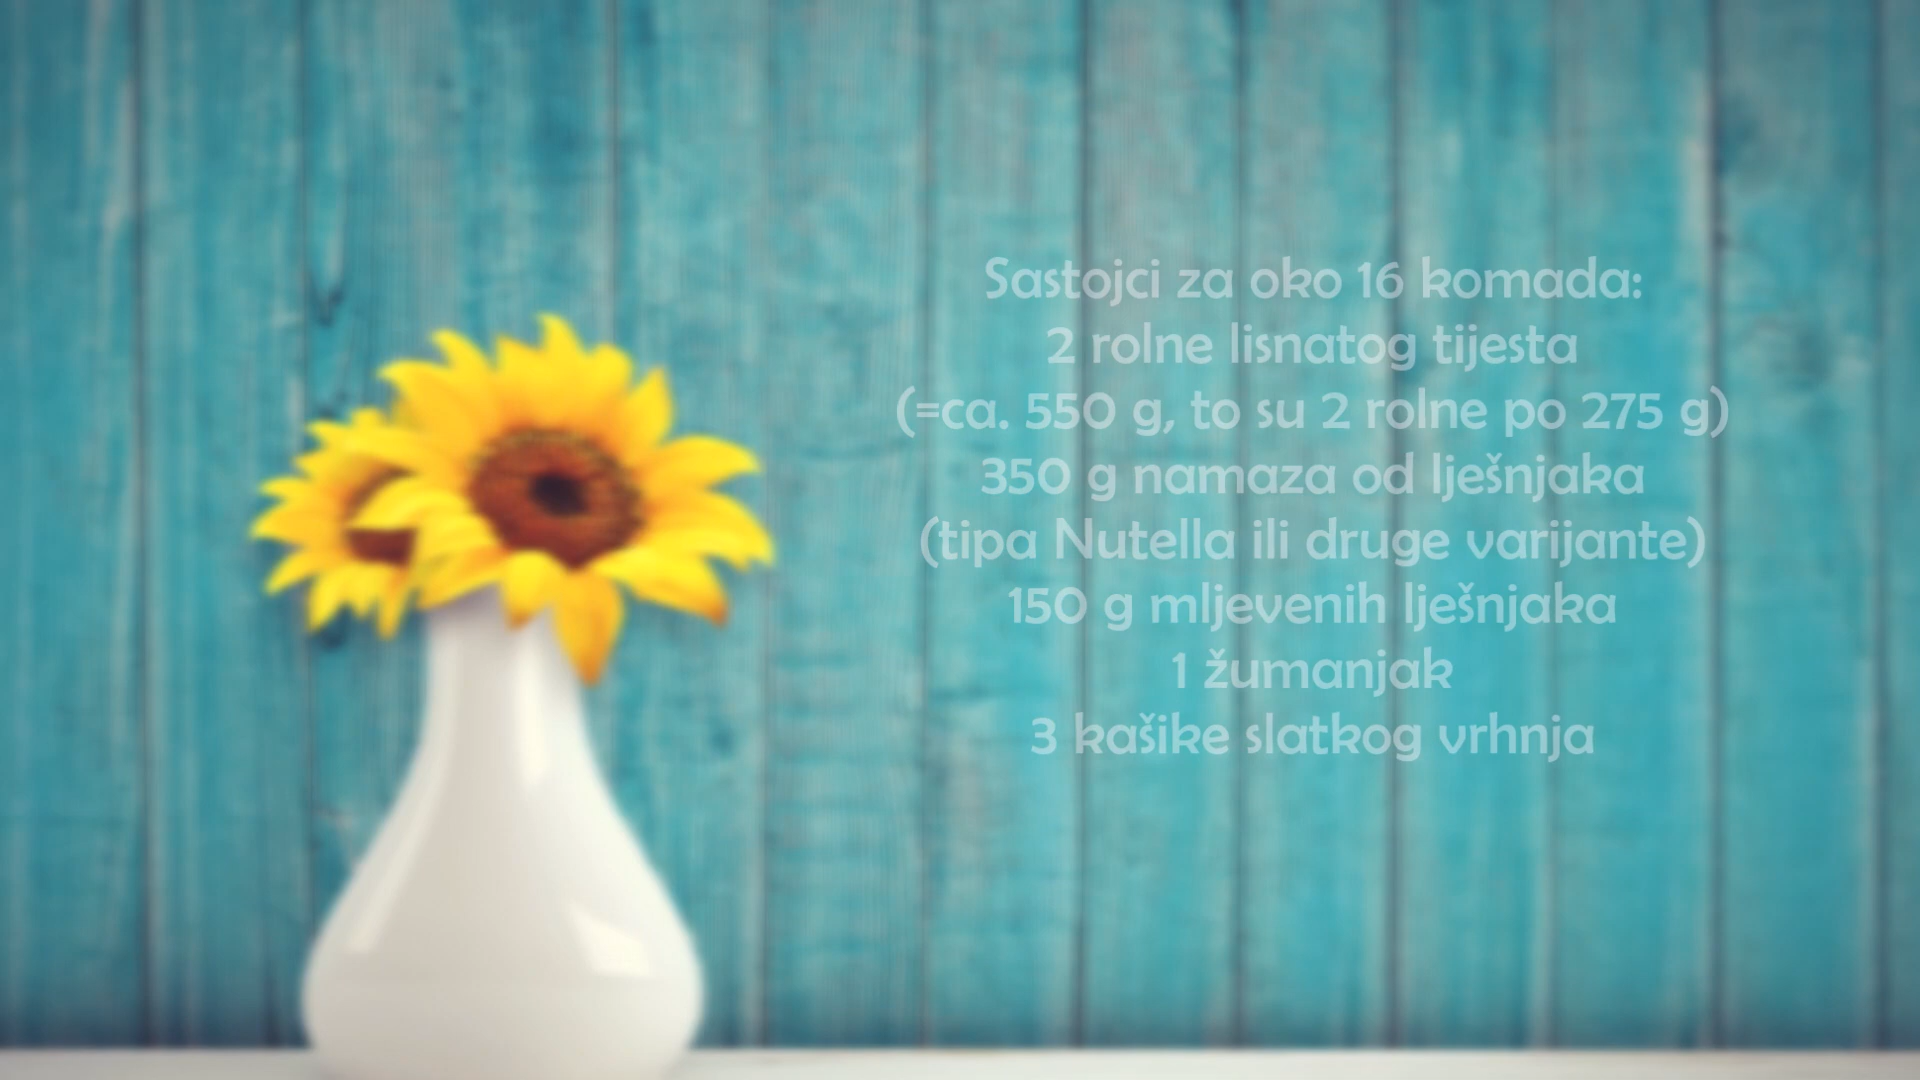 Sastojci za oko 16 komada:
2 rolne lisnatog tijesta
(=ca. 550 g, to su 2 rolne po 275 g)
350 g namaza od lješnjaka
(tipa Nutella ili druge varijante)
150 g mljevenih lješnjaka
1 žumanjak
3 kašike slatkog vrhnja